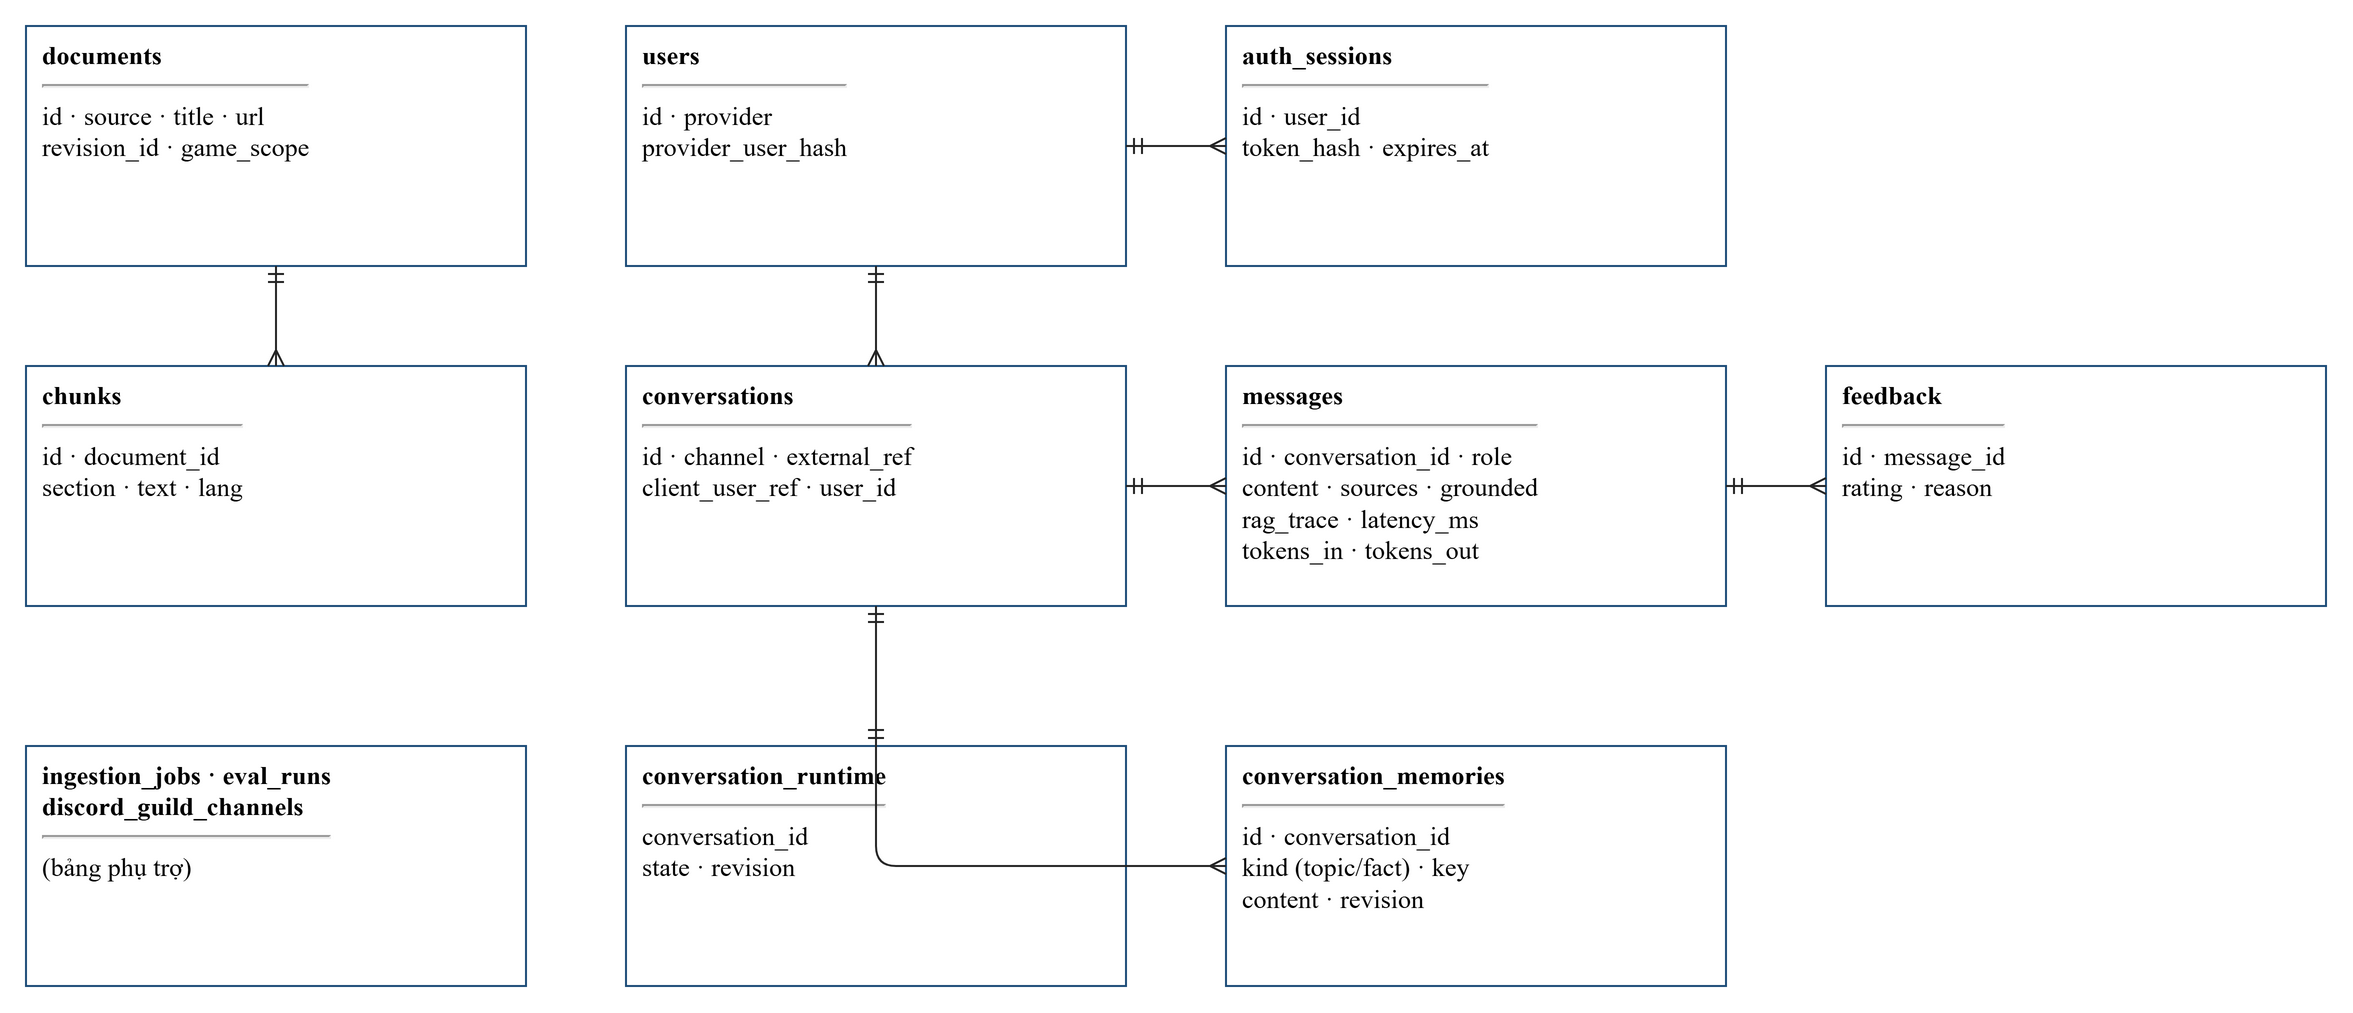 documents
id · source · title · url
revision_id · game_scope
users
id · provider
provider_user_hash
auth_sessions
id · user_id
token_hash · expires_at
chunks
id · document_id
section · text · lang
conversations
id · channel · external_ref
client_user_ref · user_id
messages
id · conversation_id · role
content · sources · grounded
rag_trace · latency_ms
tokens_in · tokens_out
feedback
id · message_id
rating · reason
ingestion_jobs · eval_runs
discord_guild_channels
(bảng phụ trợ)
conversation_runtime
conversation_id
state · revision
conversation_memories
id · conversation_id
kind (topic/fact) · key
content · revision